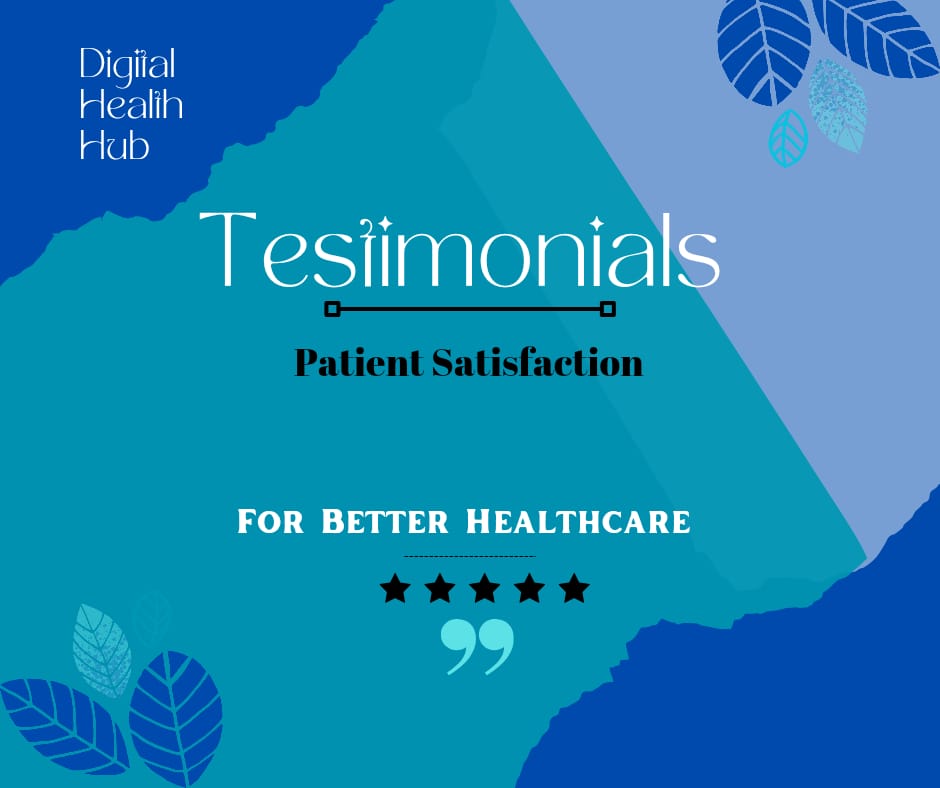 Digital
Health
Hub
Testimonials
Patient Satisfaction
For Better Healthcare